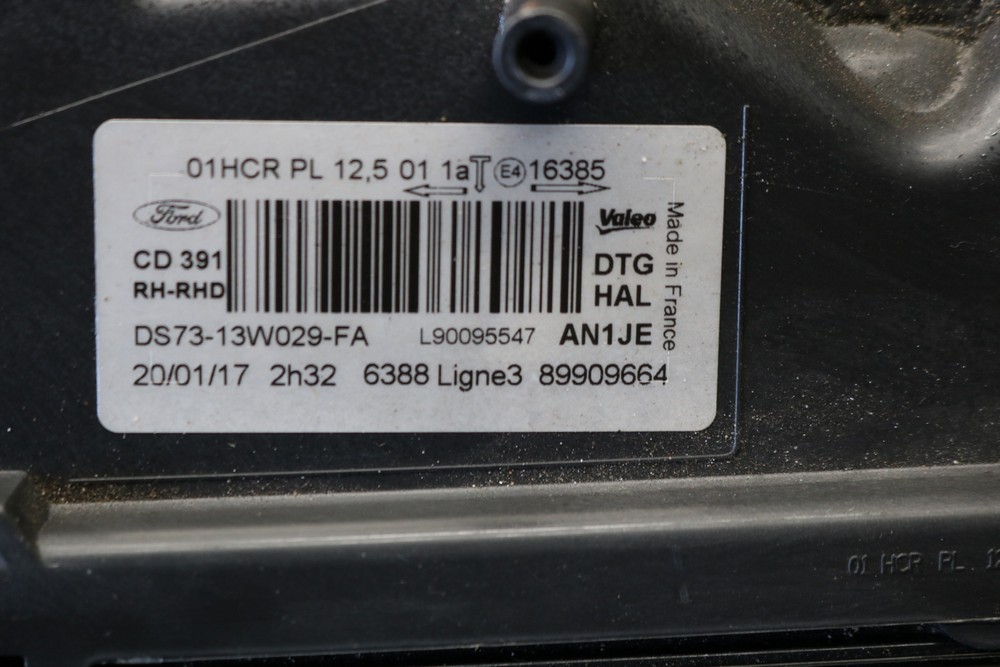 01HCR PL 12,5 01 1a E4 16385
Ford
Valeo
CD 391
DTG
RH-RHD
HAL
Made in France
DS73-13W029-FA L90095547 AN1JE
20/01/17 2h32 6388 Ligne3 89909664
01 HCR PL 12